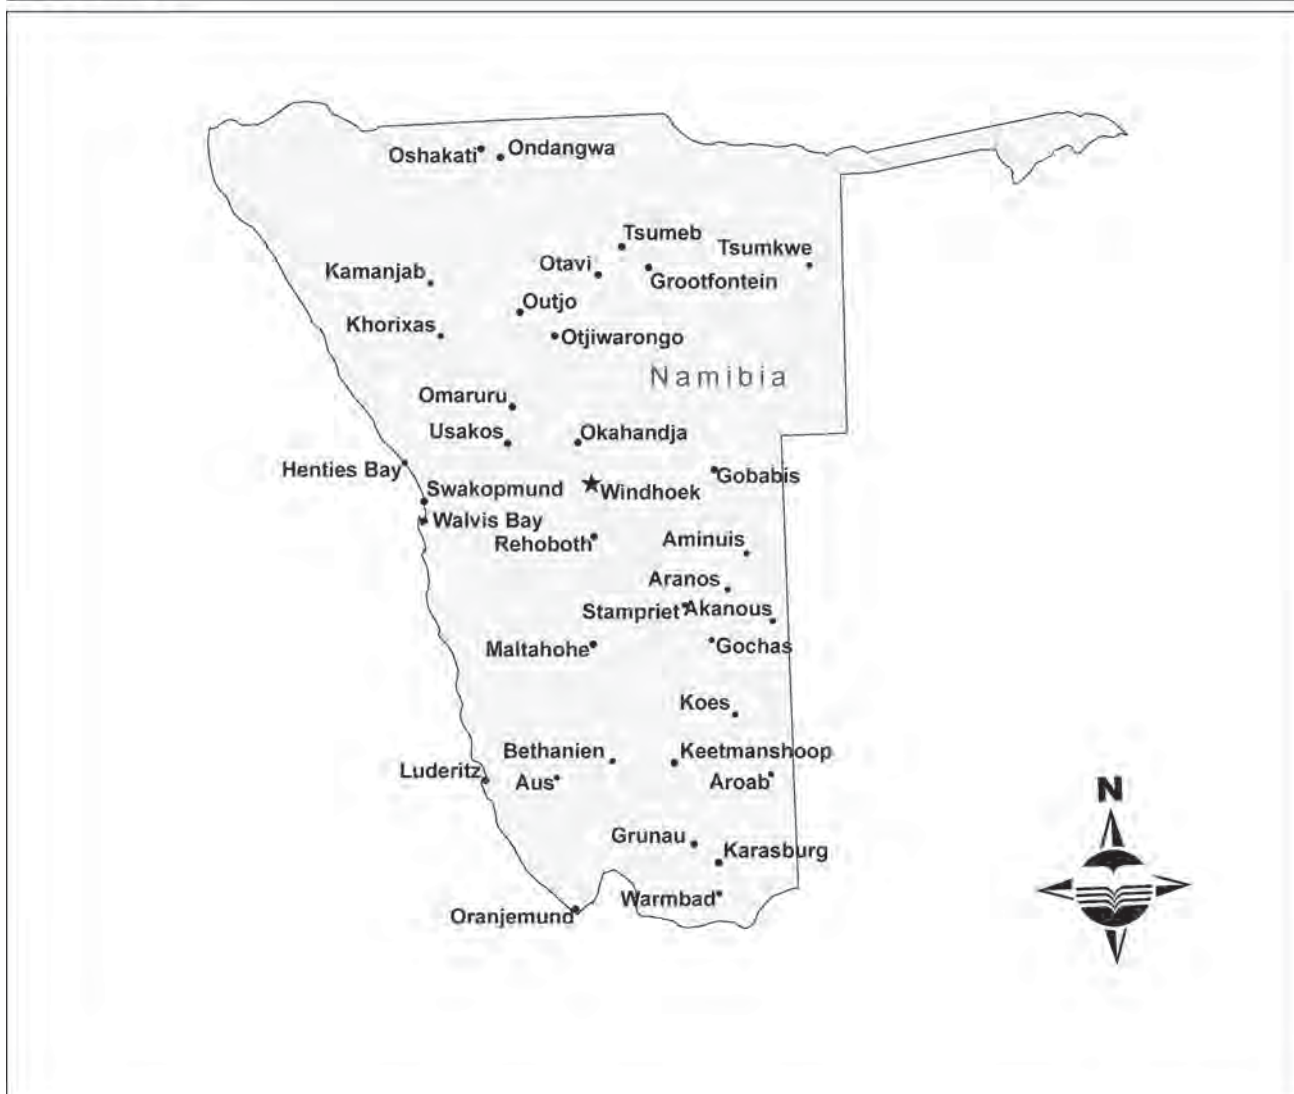 Oshakati
Ondangwa
Tsumeb
Tsumkwe
Otavi
Kamanjab
Grootfontein
Outjo
Khorixas
Otjiwarongo
Namibia
Omaruru
Usakos
Okahandja
Henties Bay
Gobabis
Swakopmund
Windhoek
Walvis Bay
Rehoboth
Aminuis
Aranos
Stampriet
Akanous
Maltahohe
Gochas
Koes
Bethanien
Keetmanshoop
Luderitz
Aus
Aroab
N
Grunau
Karasburg
Warmbad
Oranjemund